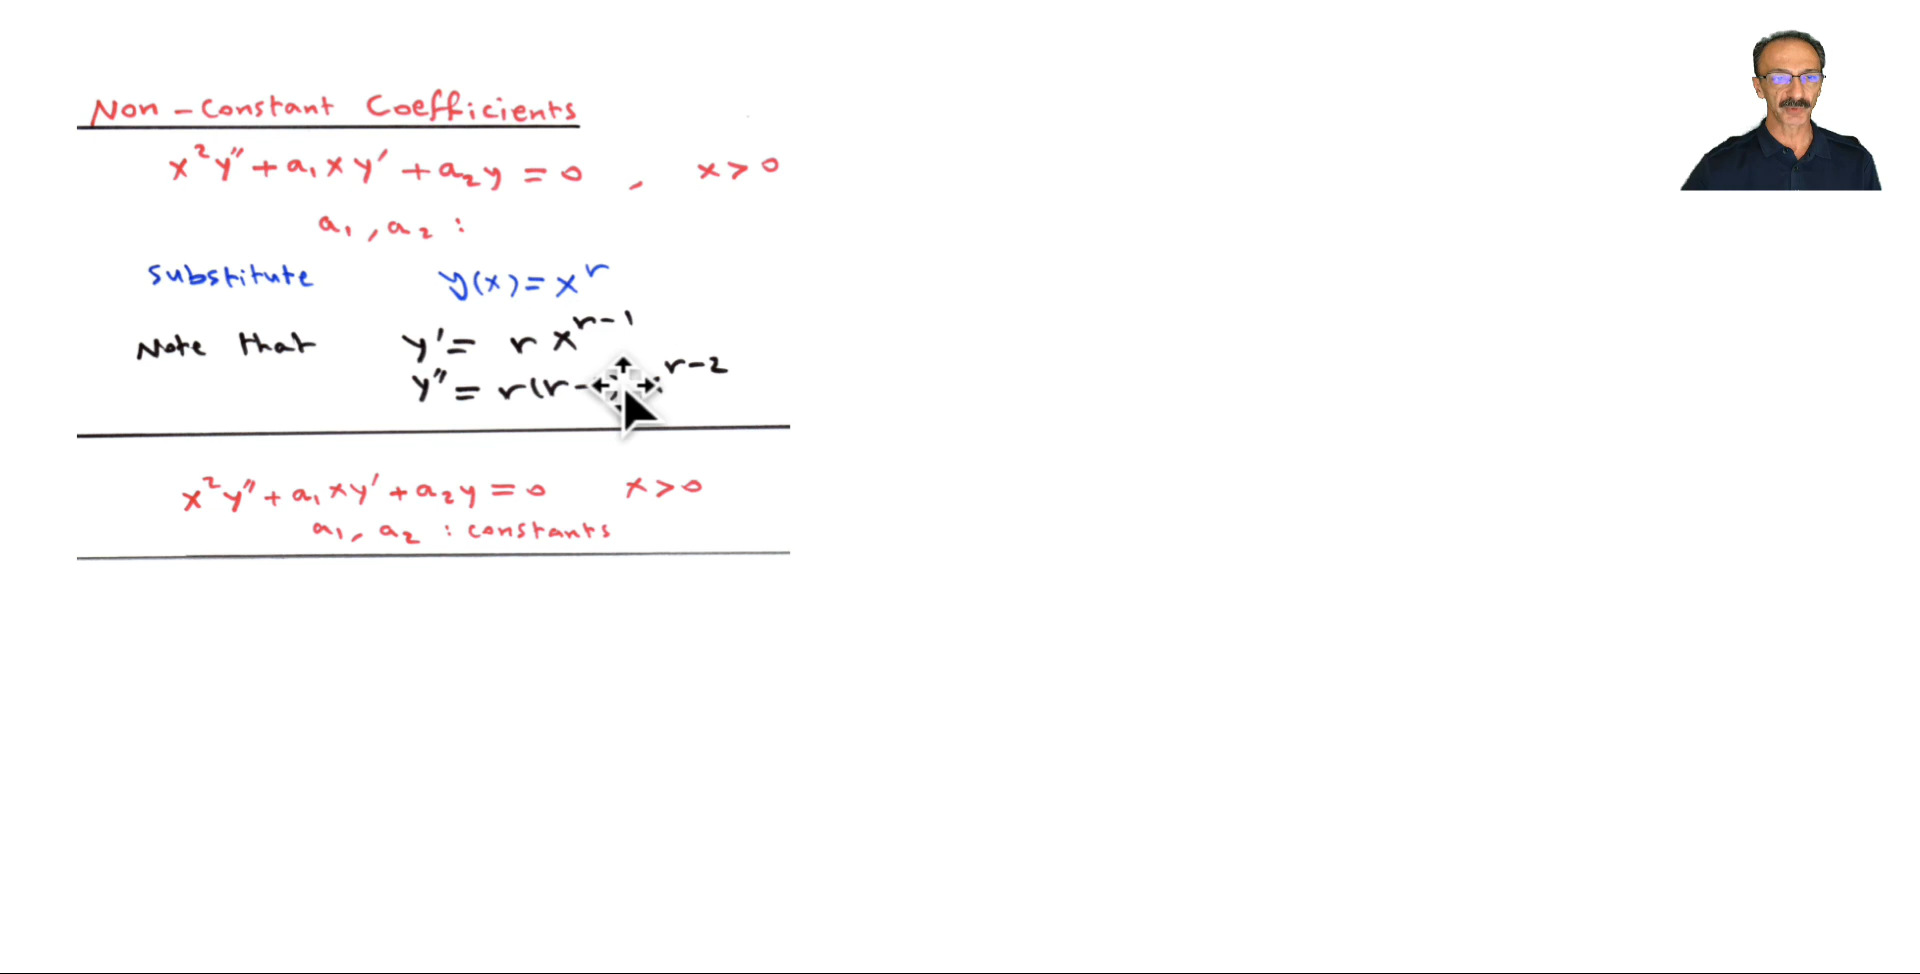 Non-Constant Coefficients
x²y″ + a₁xy′ + a₂y = 0 , x > 0
a₁, a₂ :
Substitute y(x) = x^r
Note that y′ = r x^(r-1)
y″ = r(r- ) x^(r-2)
x²y″ + a₁xy′ + a₂y = 0 x > 0
a₁, a₂ : constants